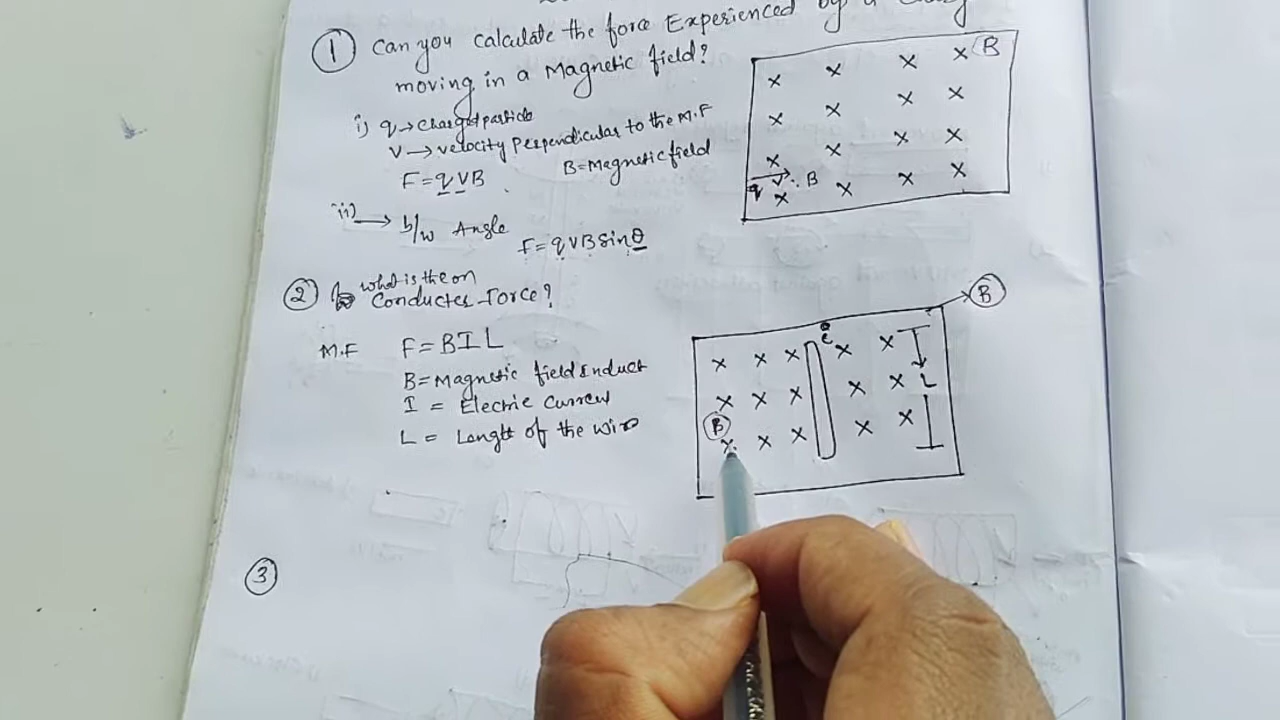 ① Can you calculate the force Experienced by a
moving in a Magnetic field?
i) q → Charged particle
V → velocity perpendicular to the M.F
F = qVB
B = Magnetic field
ii) → b/w Angle
F = qVB sinθ
B
x x x x
x x x x
x x x x
q V B
x x x x
② what is the on
Conducter Force?
M.F F = BIL
B = Magnetic field Induct
I = Electric Current
L = Length of the wire
B
i
x x x x x
L
x x x x x
B
x x x x x
③